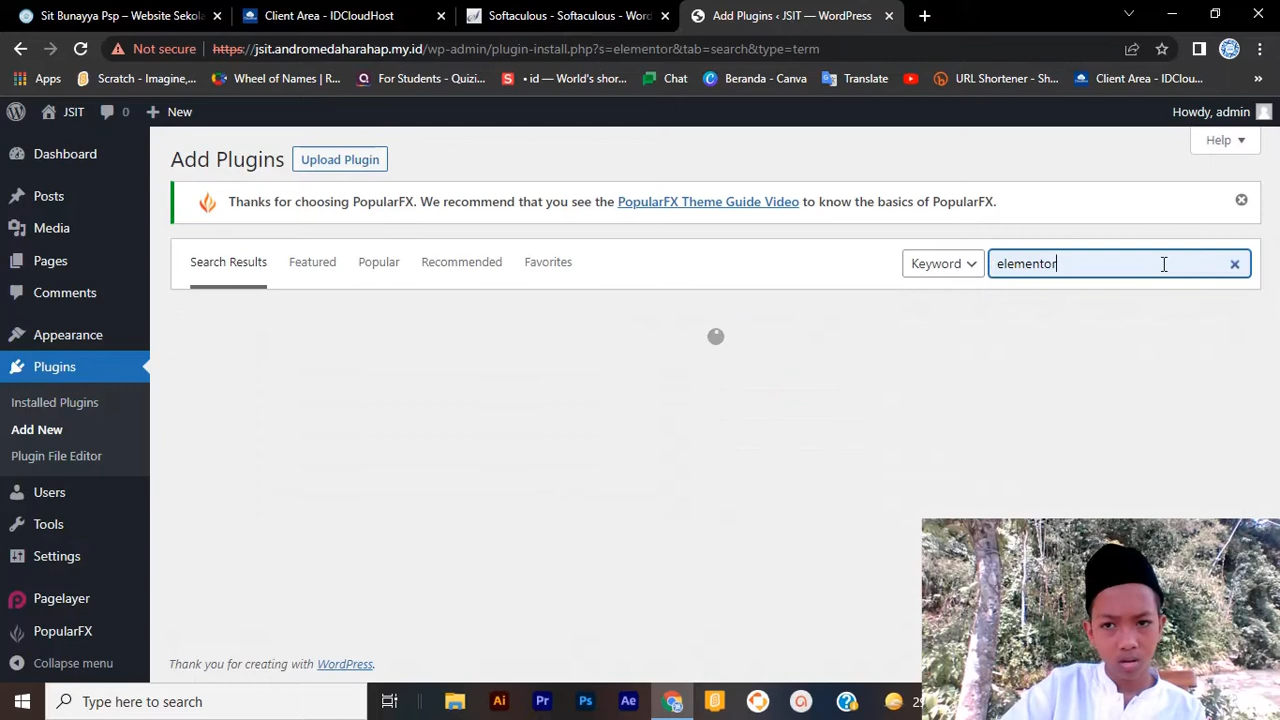 Sit Bunayya Psp - Website Sekola
Client Area - IDCloudHost
Softaculous - Softaculous - Word
Add Plugins ‹ JSIT — WordPress
Not secure
https://jsit.andromedaharahap.my.id/wp-admin/plugin-install.php?s=elementor&tab=search&type=term
Apps
Scratch - Imagine,...
Wheel of Names | R...
For Students - Quizi...
• id — World's shor...
Chat
Beranda - Canva
Translate
URL Shortener - Sh...
Client Area - IDClou...
JSIT
0
New
Howdy, admin
Help
Dashboard
Posts
Media
Pages
Comments
Appearance
Plugins
Installed Plugins
Add New
Plugin File Editor
Users
Tools
Settings
Pagelayer
PopularFX
Collapse menu
Add Plugins
Upload Plugin
Thanks for choosing PopularFX. We recommend that you see the PopularFX Theme Guide Video to know the basics of PopularFX.
Search Results
Featured
Popular
Recommended
Favorites
Keyword
elementor
Thank you for creating with WordPress.
Type here to search
Ai
Pr
Ps
Ae